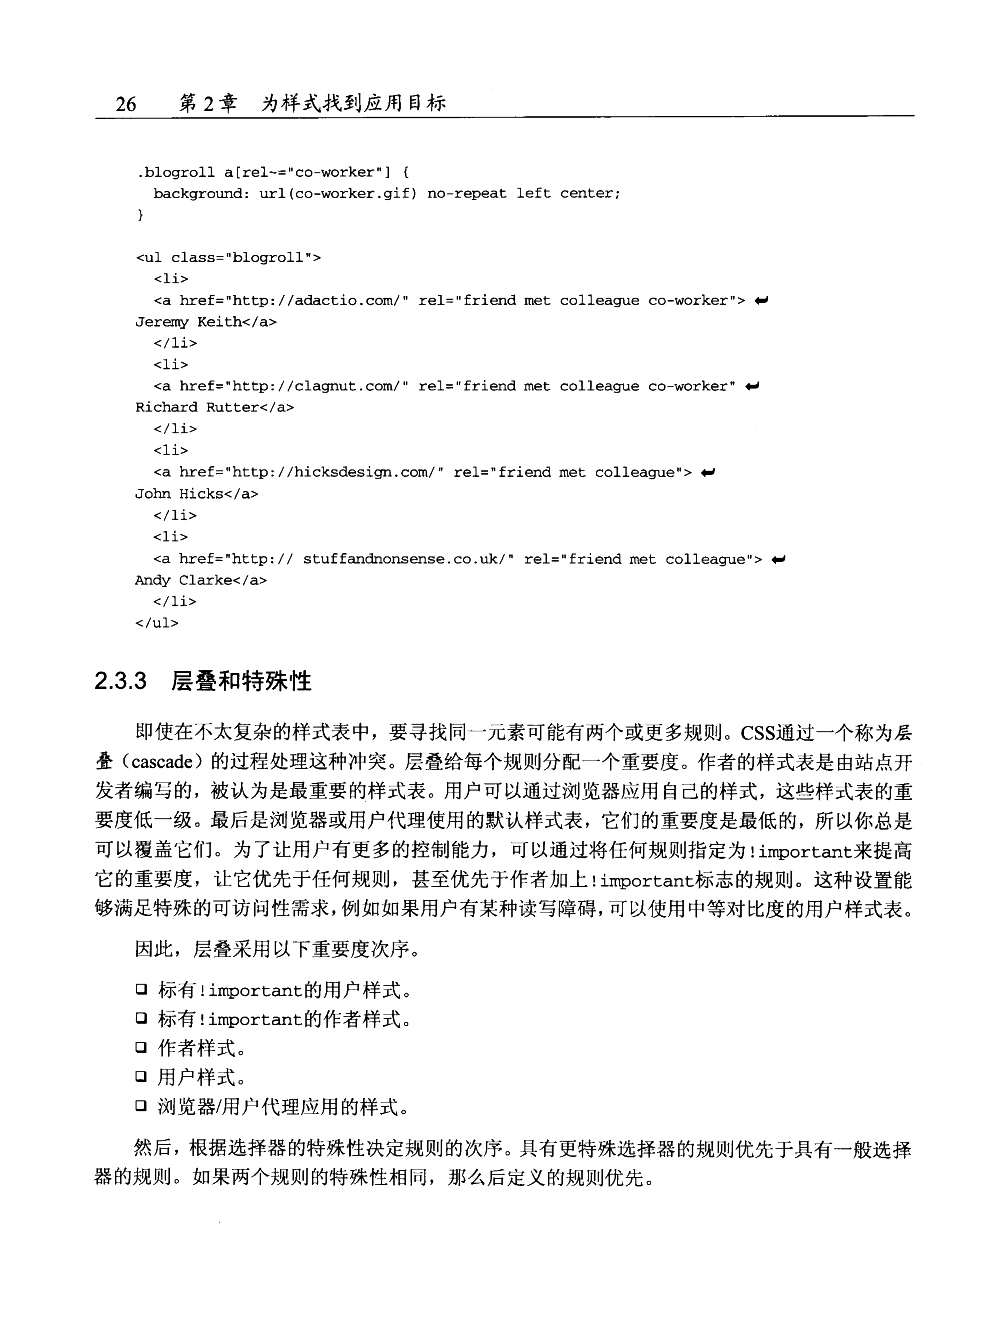 26 第2章 为样式找到应用目标
.blogroll a[rel~="co-worker"] {
background: url(co-worker.gif) no-repeat left center;
}
<ul class="blogroll">
<li>
<a href="http://adactio.com/" rel="friend met colleague co-worker"> ↩
Jeremy Keith</a>
</li>
<li>
<a href="http://clagnut.com/" rel="friend met colleague co-worker" ↩
Richard Rutter</a>
</li>
<li>
<a href="http://hicksdesign.com/" rel="friend met colleague"> ↩
John Hicks</a>
</li>
<li>
<a href="http:// stuffandnonsense.co.uk/" rel="friend met colleague"> ↩
Andy Clarke</a>
</li>
</ul>
2.3.3 层叠和特殊性
即使在不太复杂的样式表中，要寻找同一元素可能有两个或更多规则。CSS通过一个称为层
叠（cascade）的过程处理这种冲突。层叠给每个规则分配一个重要度。作者的样式表是由站点开
发者编写的，被认为是最重要的样式表。用户可以通过浏览器应用自己的样式，这些样式表的重
要度低一级。最后是浏览器或用户代理使用的默认样式表，它们的重要度是最低的，所以你总是
可以覆盖它们。为了让用户有更多的控制能力，可以通过将任何规则指定为!important来提高
它的重要度，让它优先于任何规则，甚至优先于作者加上!important标志的规则。这种设置能
够满足特殊的可访问性需求，例如如果用户有某种读写障碍，可以使用中等对比度的用户样式表。
因此，层叠采用以下重要度次序。
❑ 标有!important的用户样式。
❑ 标有!important的作者样式。
❑ 作者样式。
❑ 用户样式。
❑ 浏览器/用户代理应用的样式。
然后，根据选择器的特殊性决定规则的次序。具有更特殊选择器的规则优先于具有一般选择
器的规则。如果两个规则的特殊性相同，那么后定义的规则优先。